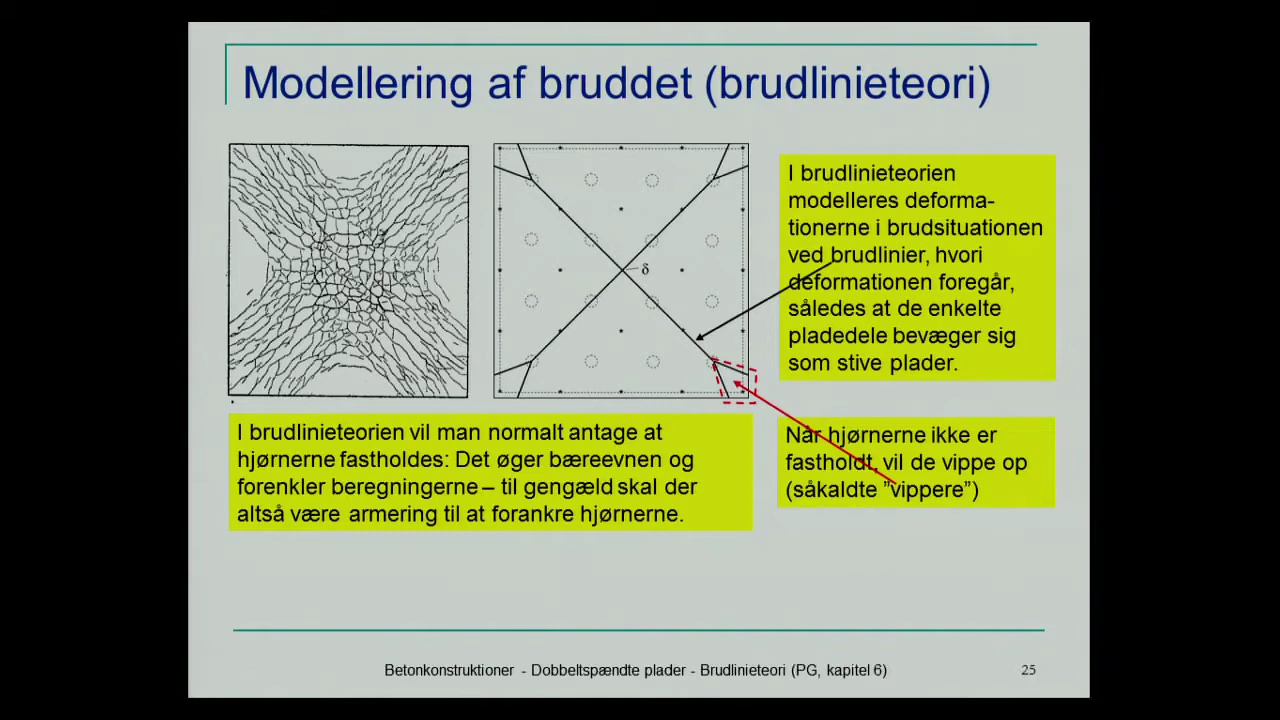 Modellering af bruddet (brudlinieteori)
δ
I brudlinieteorien
modelleres deforma-
tionerne i brudsituationen
ved brudlinier, hvori
deformationen foregår,
således at de enkelte
pladedele bevæger sig
som stive plader.
I brudlinieteorien vil man normalt antage at
hjørnerne fastholdes: Det øger bæreevnen og
forenkler beregningerne – til gengæld skal der
altså være armering til at forankre hjørnerne.
Når hjørnerne ikke er
fastholdt, vil de vippe op
(såkaldte ”vippere”)
Betonkonstruktioner - Dobbeltspændte plader - Brudlinieteori (PG, kapitel 6)
25